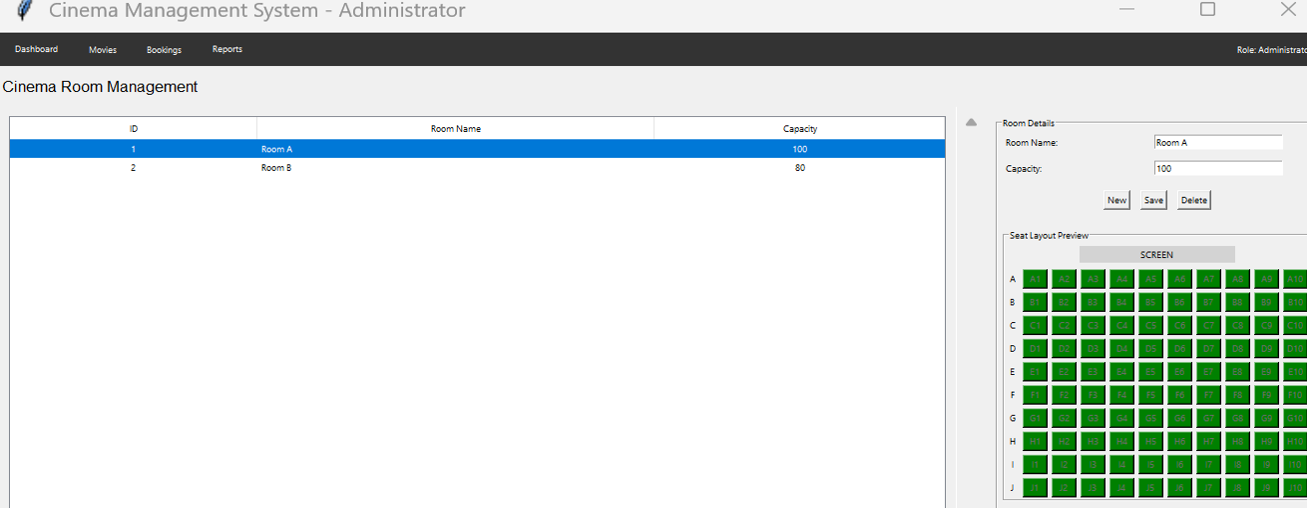 Cinema Management System - Administrator
Dashboard Movies Bookings Reports Role: Administrato
Cinema Room Management
ID Room Name Capacity
1 Room A 100
2 Room B 80
Room Details
Room Name: Room A
Capacity: 100
New Save Delete
Seat Layout Preview
SCREEN
A A1 A2 A3 A4 A5 A6 A7 A8 A9 A10
B B1 B2 B3 B4 B5 B6 B7 B8 B9 B10
C C1 C2 C3 C4 C5 C6 C7 C8 C9 C10
D D1 D2 D3 D4 D5 D6 D7 D8 D9 D10
E E1 E2 E3 E4 E5 E6 E7 E8 E9 E10
F F1 F2 F3 F4 F5 F6 F7 F8 F9 F10
G G1 G2 G3 G4 G5 G6 G7 G8 G9 G10
H H1 H2 H3 H4 H5 H6 H7 H8 H9 H10
I I1 I2 I3 I4 I5 I6 I7 I8 I9 I10
J J1 J2 J3 J4 J5 J6 J7 J8 J9 J10